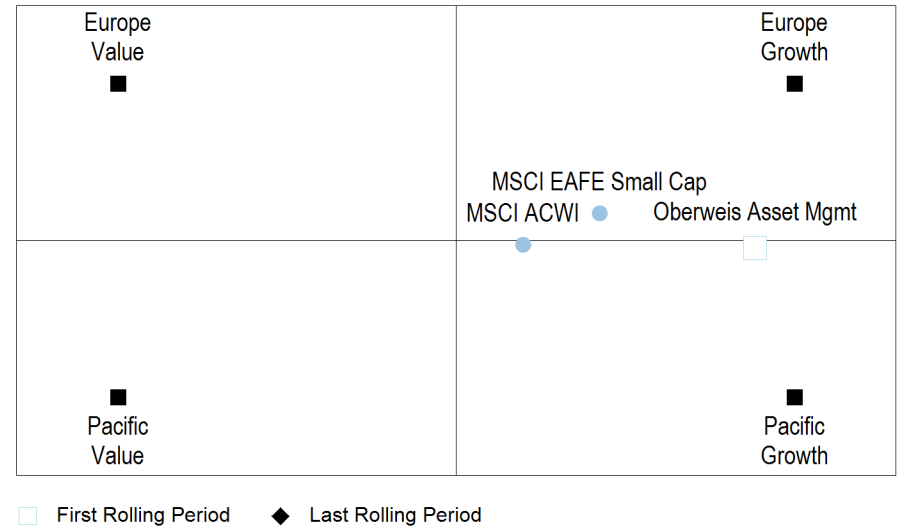 Europe
Value
Europe
Growth
MSCI EAFE Small Cap
MSCI ACWI
Oberweis Asset Mgmt
Pacific
Value
Pacific
Growth
First Rolling Period
Last Rolling Period